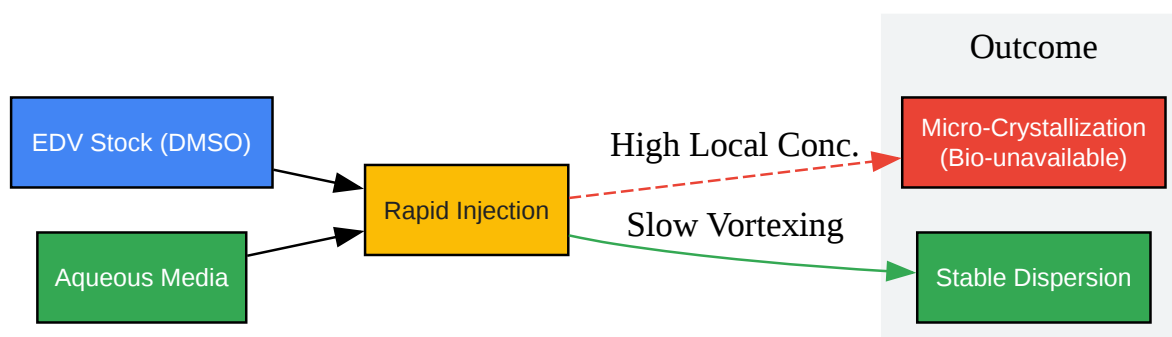 Outcome
EDV Stock (DMSO)
Micro-Crystallization
(Bio-unavailable)
High Local Conc.
Rapid Injection
Slow Vortexing
Aqueous Media
Stable Dispersion